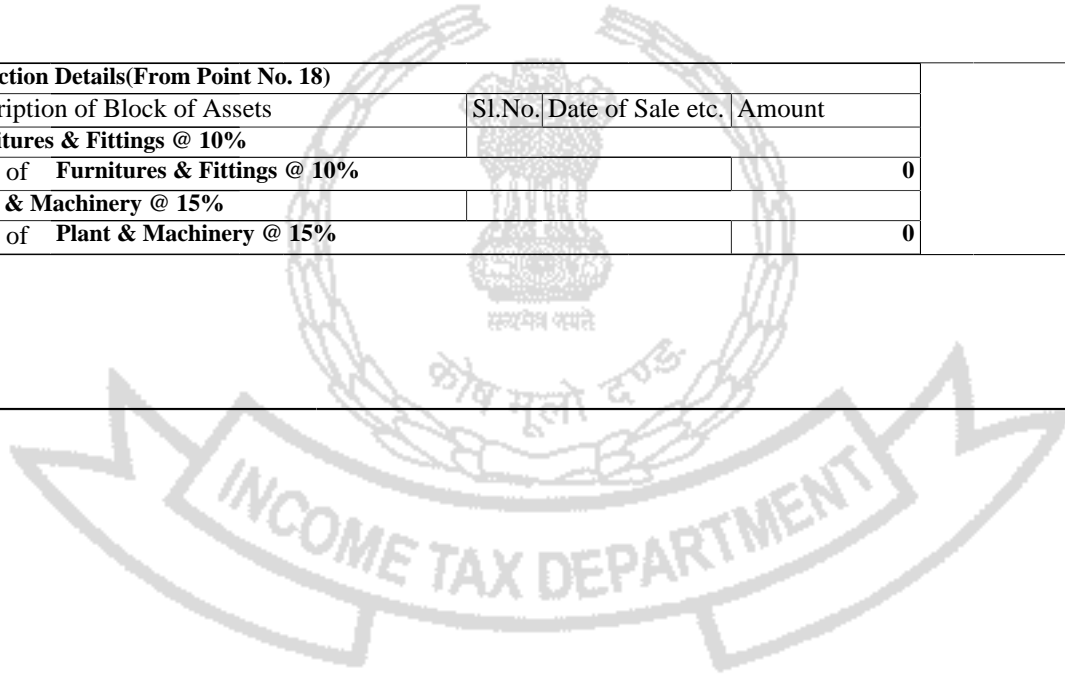 ction Details(From Point No. 18)
ription of Block of Assets Sl.No. Date of Sale etc. Amount
itures & Fittings @ 10%
of Furnitures & Fittings @ 10% 0
& Machinery @ 15%
of Plant & Machinery @ 15% 0
सत्यमेव जयते
कोष मूलो दण्ड
INCOME TAX DEPARTMENT